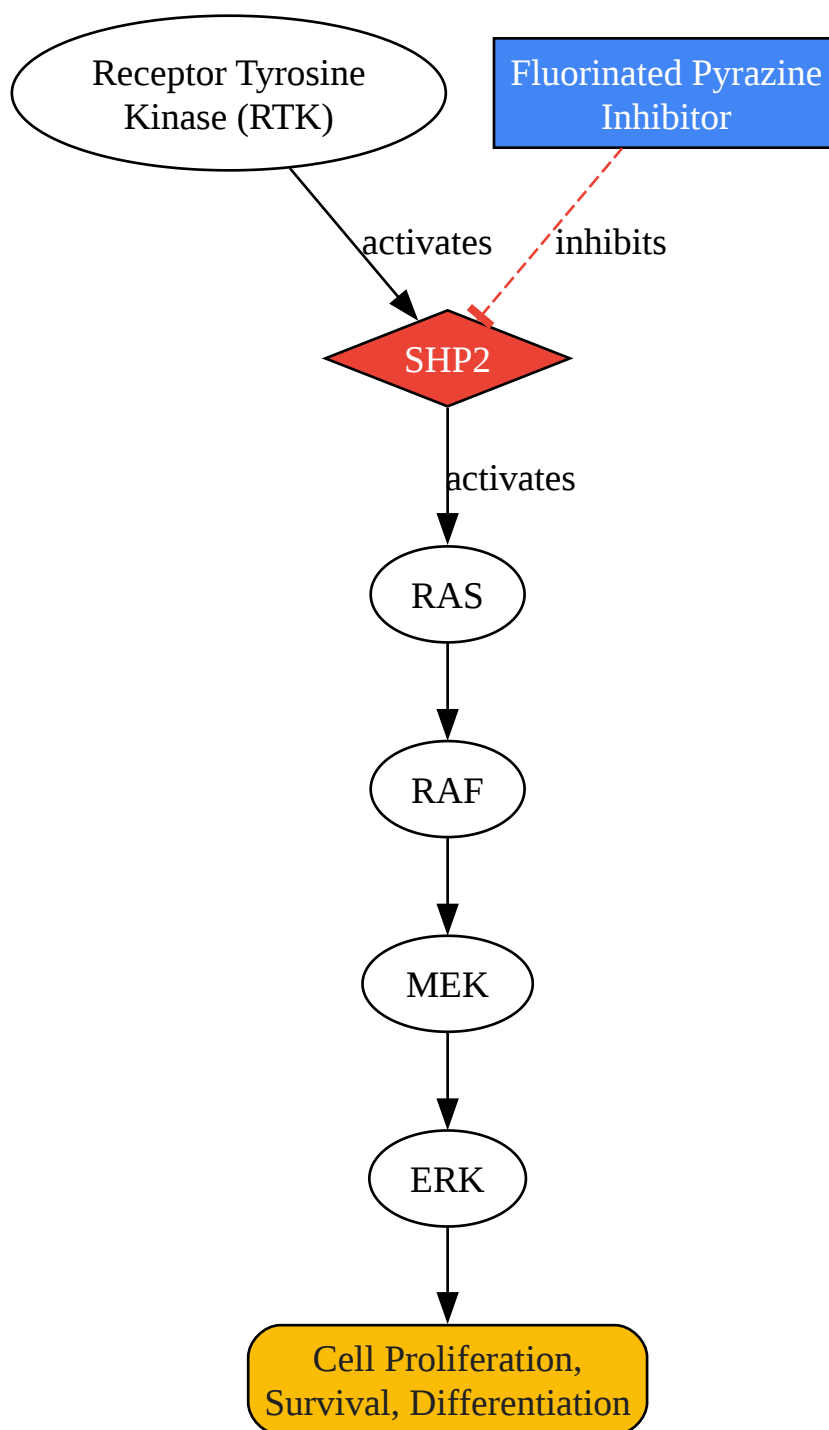 Receptor Tyrosine
Kinase (RTK)
Fluorinated Pyrazine
Inhibitor
activates
inhibits
SHP2
activates
RAS
RAF
MEK
ERK
Cell Proliferation,
Survival, Differentiation